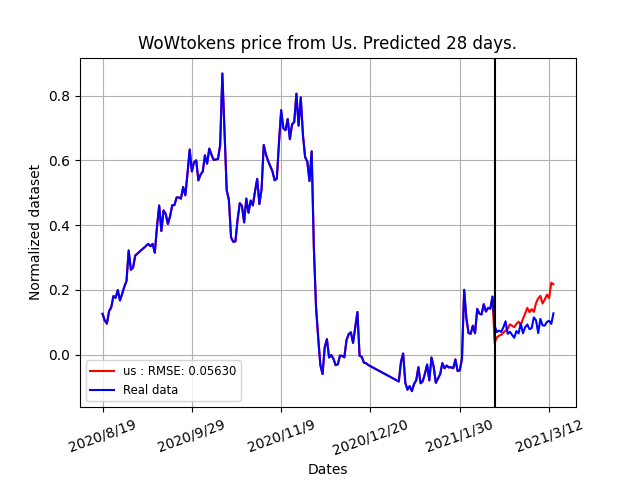 WoWtokens price from Us. Predicted 28 days.
0.8
0.6
0.4
0.2
0.0
Normalized dataset
us : RMSE: 0.05630
Real data
2020/8/19
2020/9/29
2020/11/9
2020/12/20
2021/1/30
2021/3/12
Dates